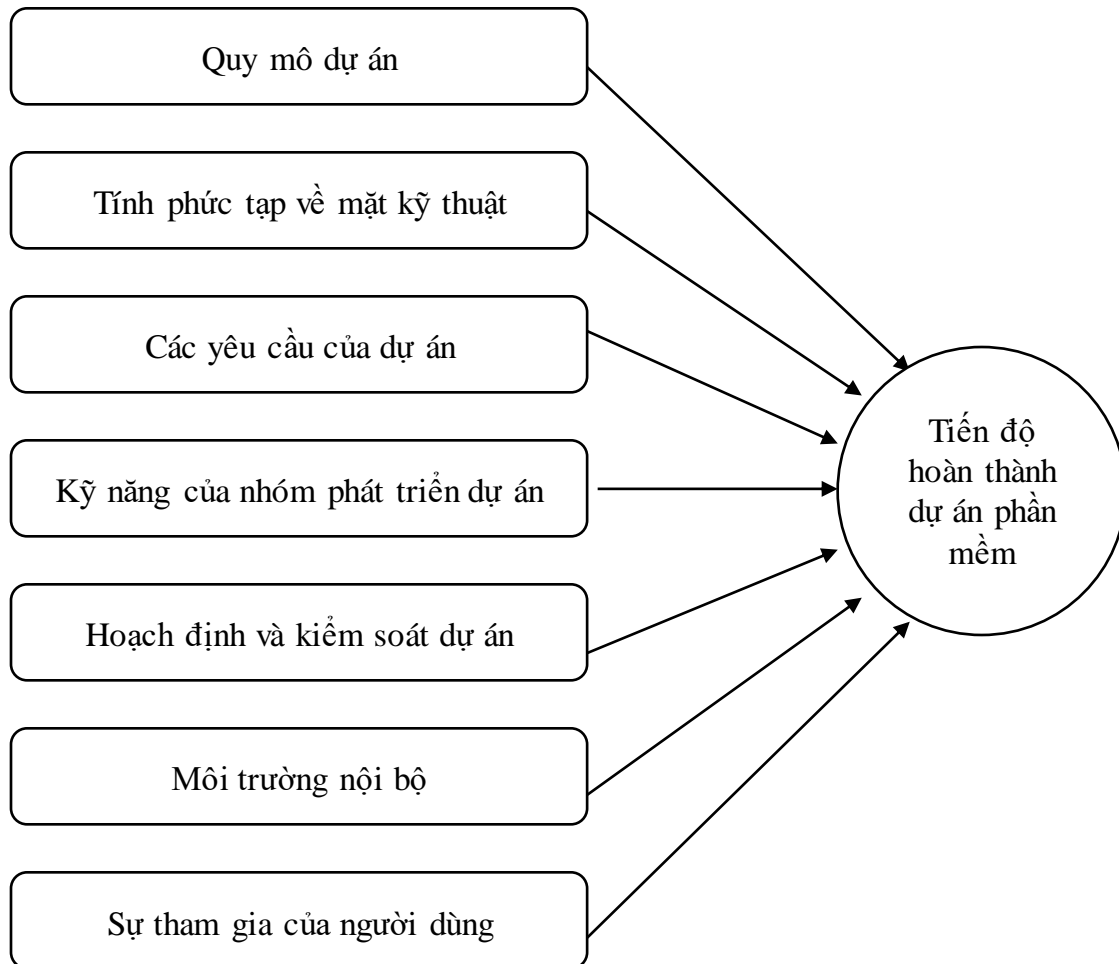 Quy mô dự án
Tính phức tạp về mặt kỹ thuật
Các yêu cầu của dự án
Kỹ năng của nhóm phát triển dự án
Hoạch định và kiểm soát dự án
Môi trường nội bộ
Sự tham gia của người dùng
Tiến độ
hoàn thành
dự án phần
mềm